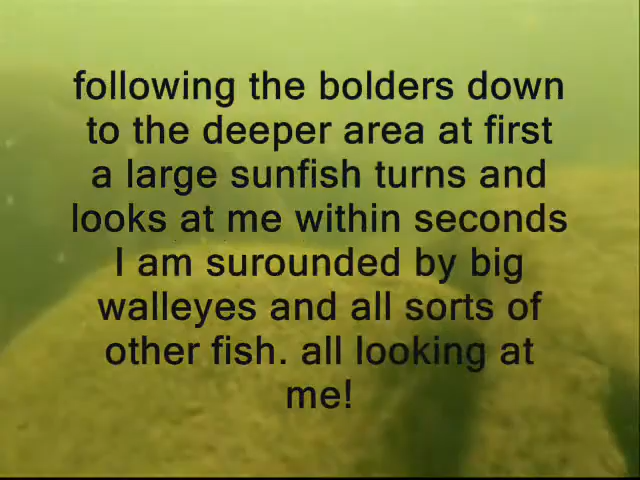 following the bolders down
to the deeper area at first
a large sunfish turns and
looks at me within seconds
I am surounded by big
walleyes and all sorts of
other fish. all looking at
me!